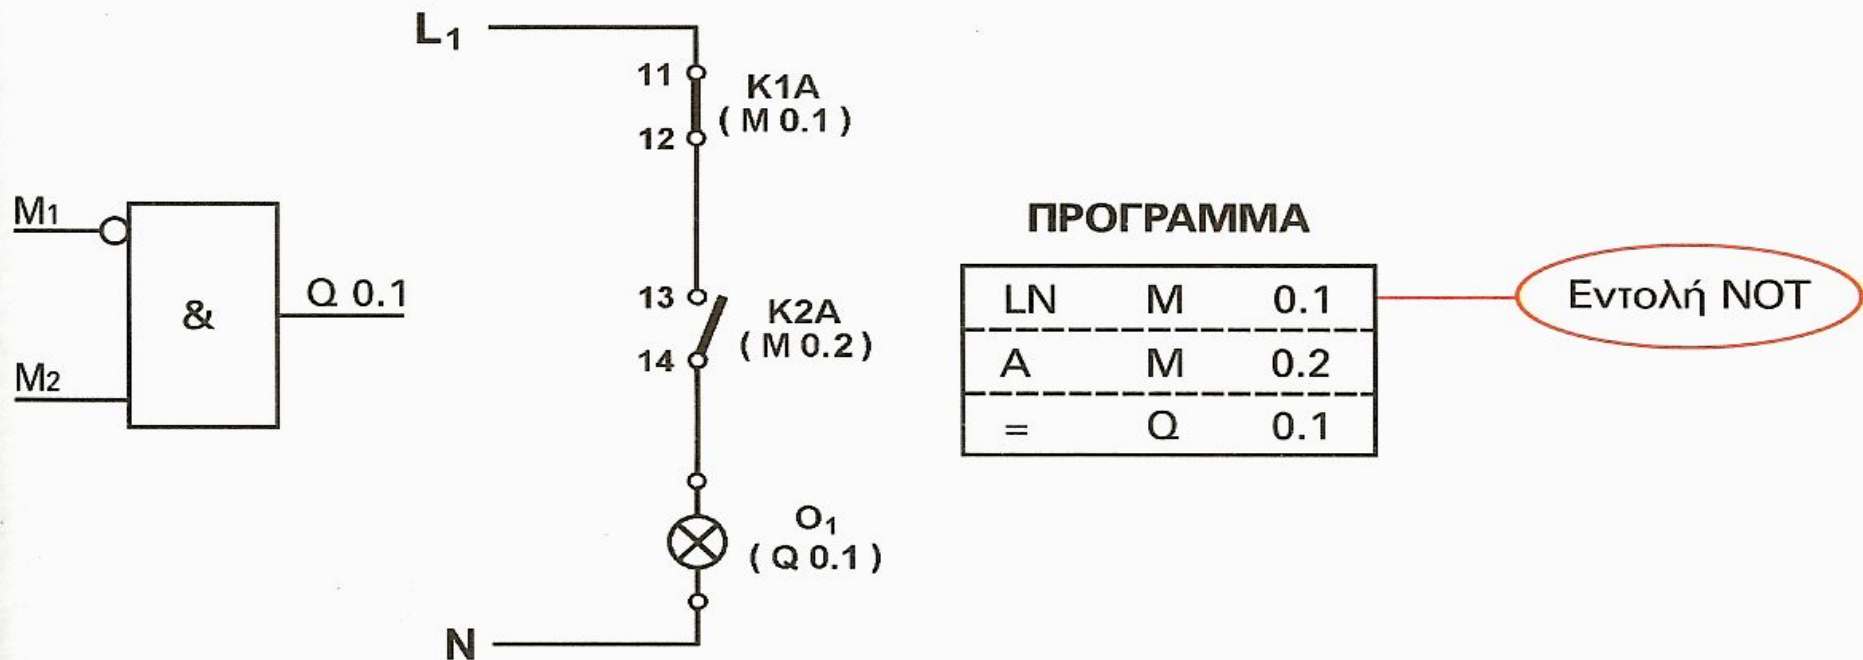 M1
M2
&
Q 0.1
L1
11
12
K1A
( M 0.1 )
13
14
K2A
( M 0.2 )
O1
( Q 0.1 )
N
ΠΡΟΓΡΑΜΜΑ
LN M 0.1
A M 0.2
= Q 0.1
Εντολή NOT